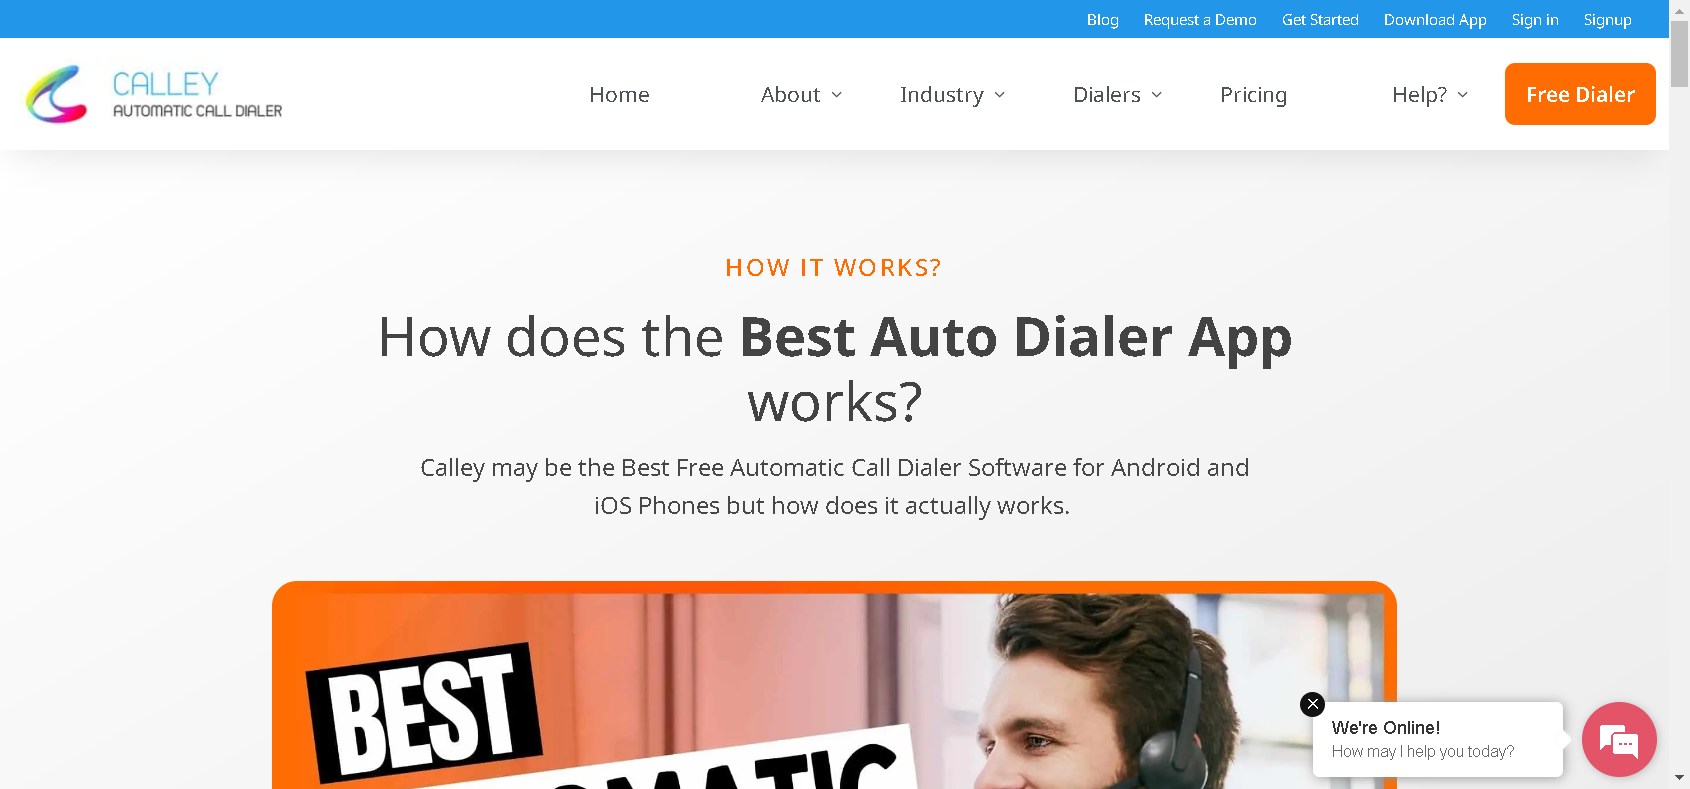 Blog Request a Demo Get Started Download App Sign in Signup
CALLEY
AUTOMATIC CALL DIALER
Home About Industry Dialers Pricing Help? Free Dialer
HOW IT WORKS?
How does the Best Auto Dialer App
works?
Calley may be the Best Free Automatic Call Dialer Software for Android and
iOS Phones but how does it actually works.
BEST
We're Online!
How may I help you today?